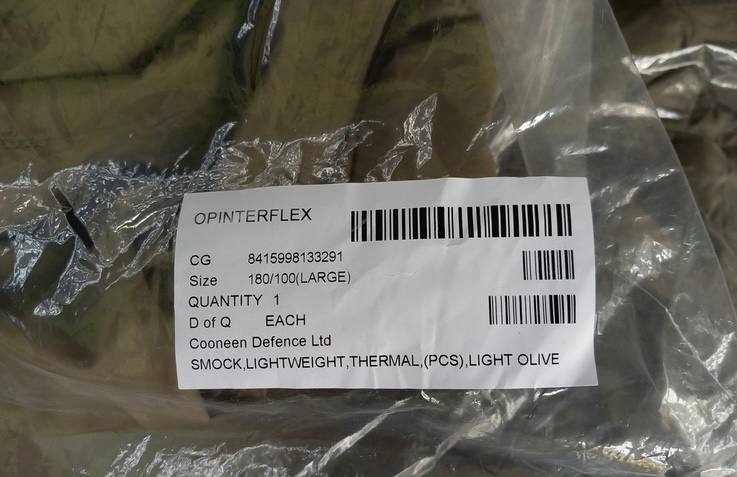 OPINTERFLEX
CG 8415998133291
Size 180/100(LARGE)
QUANTITY 1
D of Q EACH
Cooneen Defence Ltd
SMOCK,LIGHTWEIGHT,THERMAL,(PCS),LIGHT OLIVE